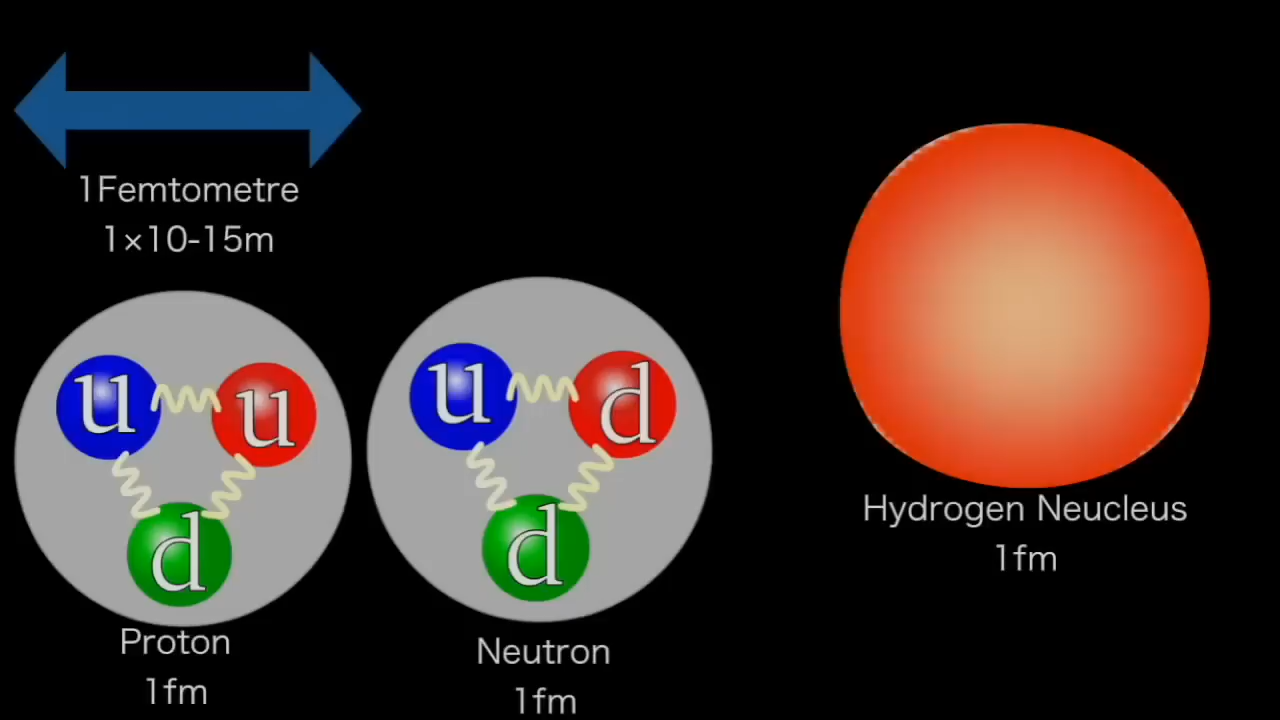 1Femtometre
1×10-15m
u
u
d
Proton
1fm
u
d
d
Neutron
1fm
Hydrogen Neucleus
1fm